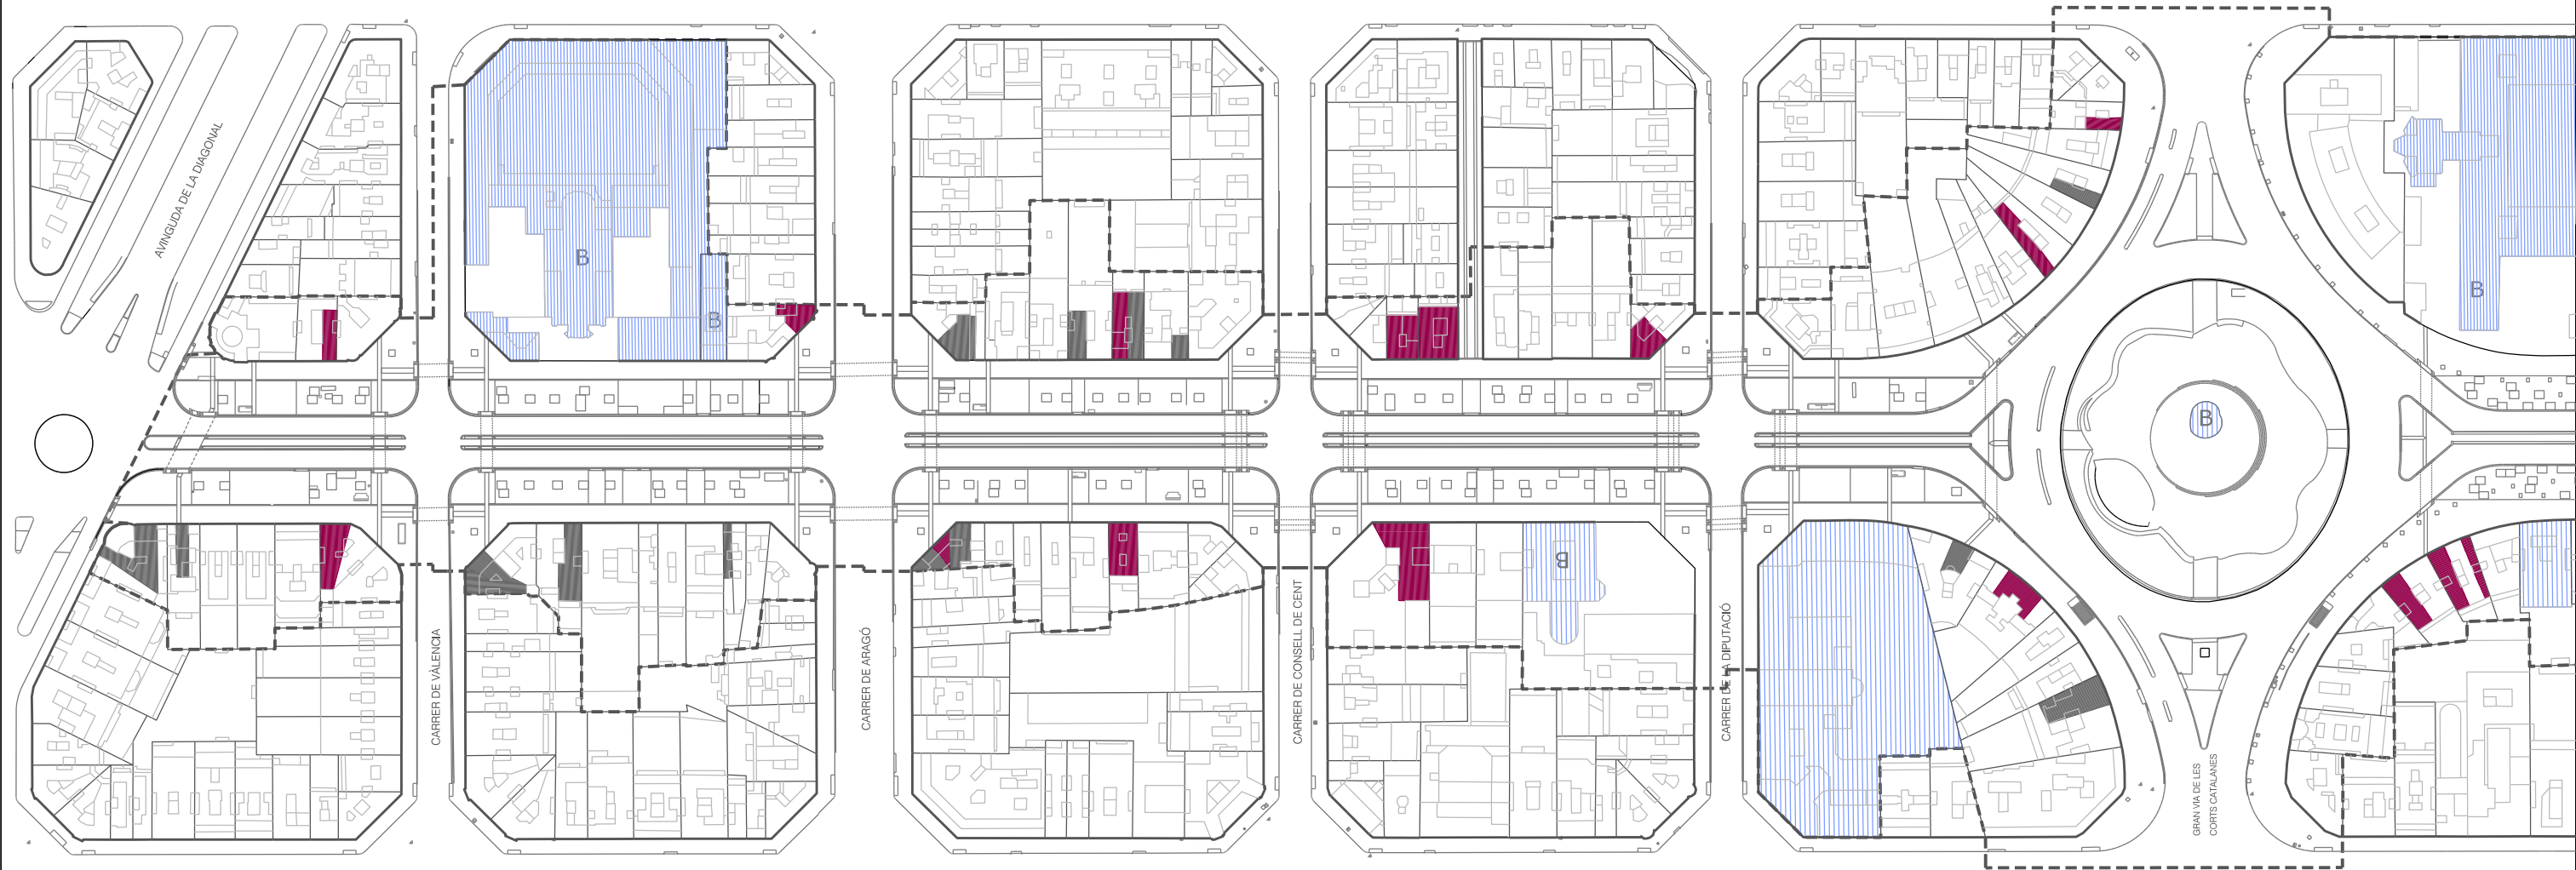 AVINGUDA DE LA DIAGONAL
B
B
B
B
B
CARRER DE VÀLENCIA
CARRER DE ARAGÓ
CARRER DE CONSELL DE CENT
CARRER DE LA DIPUTACIÓ
GRAN VIA DE LES
CORTS CATALANES